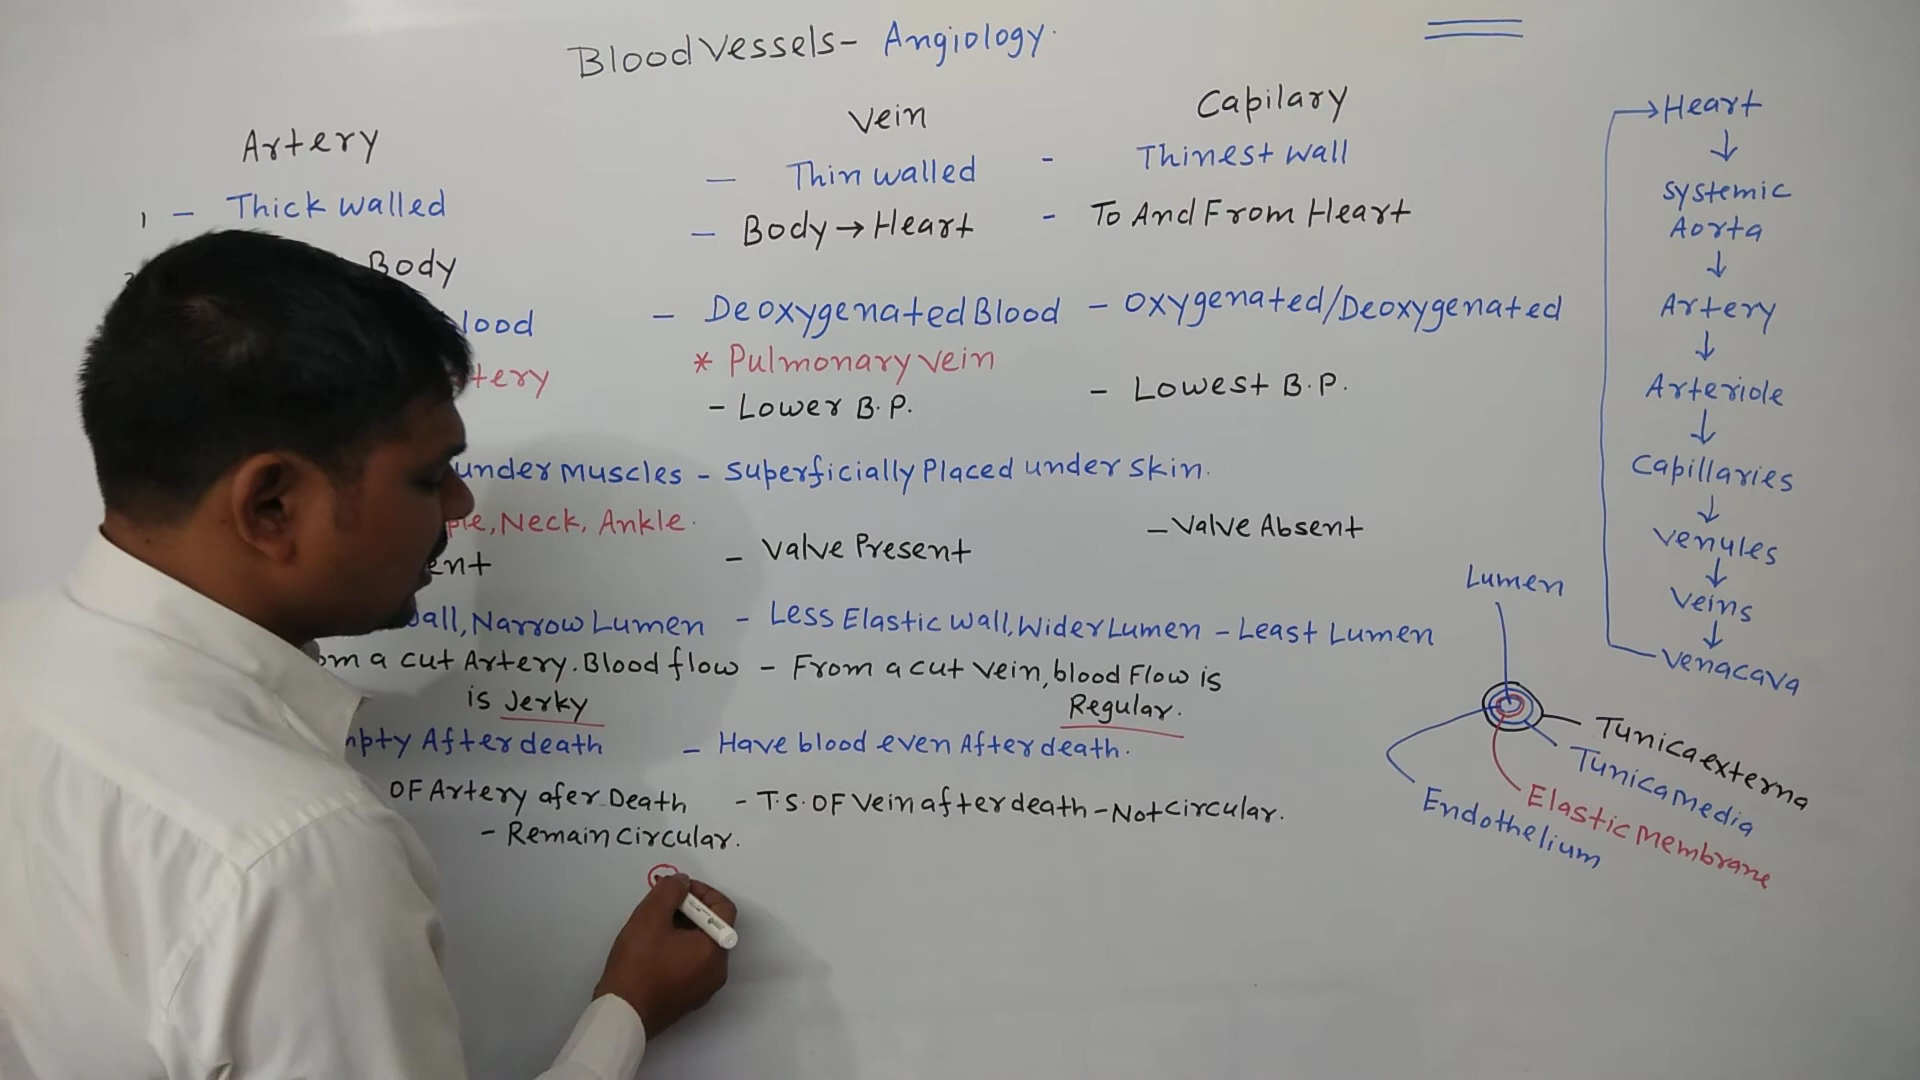 Blood Vessels - Angiology.
Artery
Vein
Capilary
1 - Thick walled
- Thin walled
- Thinest wall
Body
- Body → Heart
- To And From Heart
lood
- Deoxygenated Blood
- Oxygenated/Deoxygenated
tery
* Pulmonary vein
- Lower B.P.
- Lowest B.P.
under muscles
- Superficially Placed under skin.
ple, Neck, Ankle.
ent
- Valve Present
- Valve Absent
all, Narrow Lumen
- Less Elastic wall, Wider Lumen
- Least Lumen
om a cut Artery. Blood flow
is Jerky
- From a cut vein, blood Flow is
Regular.
mpty After death
- Have blood even After death.
OF Artery afer Death
- Remain circular.
- T.S. OF Vein after death - Not circular.
→ Heart
↓
Systemic
Aorta
↓
Artery
↓
Arteriole
↓
Capillaries
↓
Venules
↓
Veins
↓
Venacava
Lumen
Tunica externa
Tunica media
Elastic Membrane
Endothelium